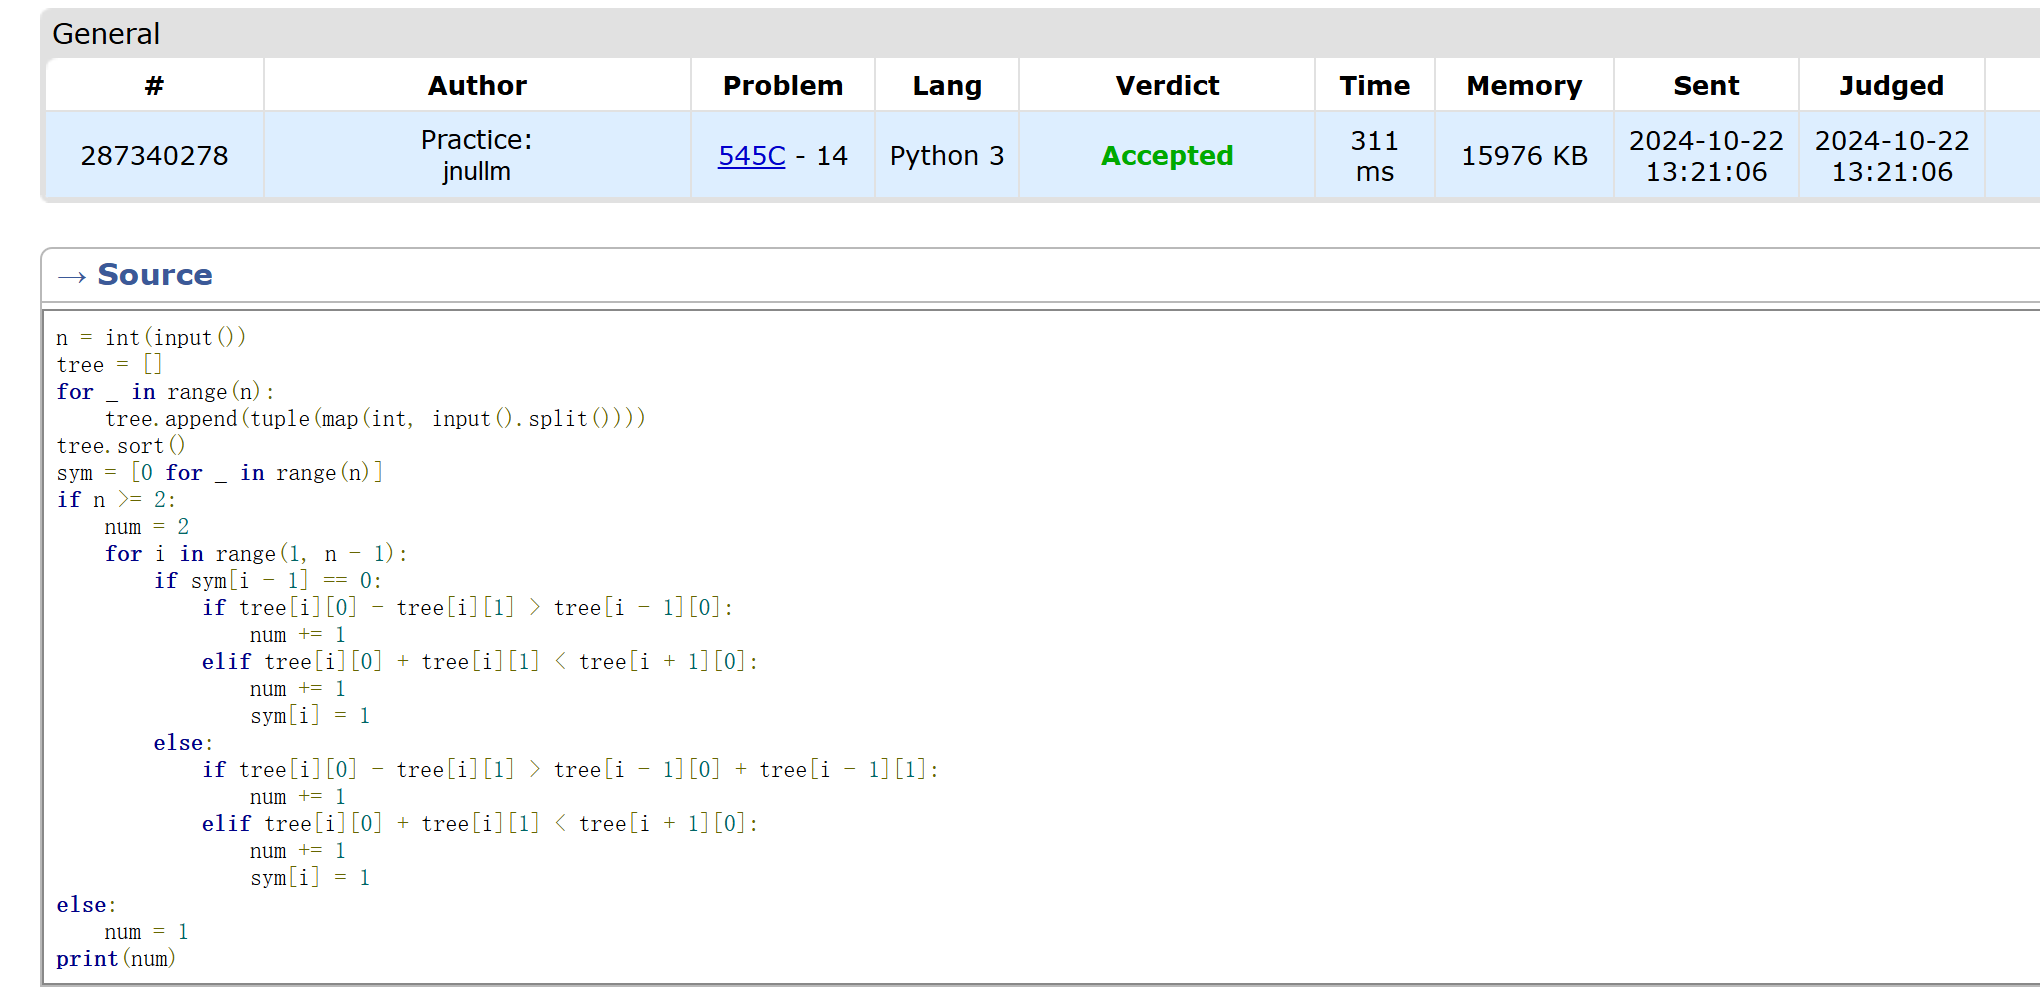 General
# Author Problem Lang Verdict Time Memory Sent Judged
287340278 Practice: jnullm 545C - 14 Python 3 Accepted 311 ms 15976 KB 2024-10-22 13:21:06 2024-10-22 13:21:06
→ Source
n = int(input())
tree = []
for _ in range(n):
    tree.append(tuple(map(int, input().split())))
tree.sort()
sym = [0 for _ in range(n)]
if n >= 2:
    num = 2
    for i in range(1, n - 1):
        if sym[i - 1] == 0:
            if tree[i][0] - tree[i][1] > tree[i - 1][0]:
                num += 1
            elif tree[i][0] + tree[i][1] < tree[i + 1][0]:
                num += 1
                sym[i] = 1
        else:
            if tree[i][0] - tree[i][1] > tree[i - 1][0] + tree[i - 1][1]:
                num += 1
            elif tree[i][0] + tree[i][1] < tree[i + 1][0]:
                num += 1
                sym[i] = 1
else:
    num = 1
print(num)